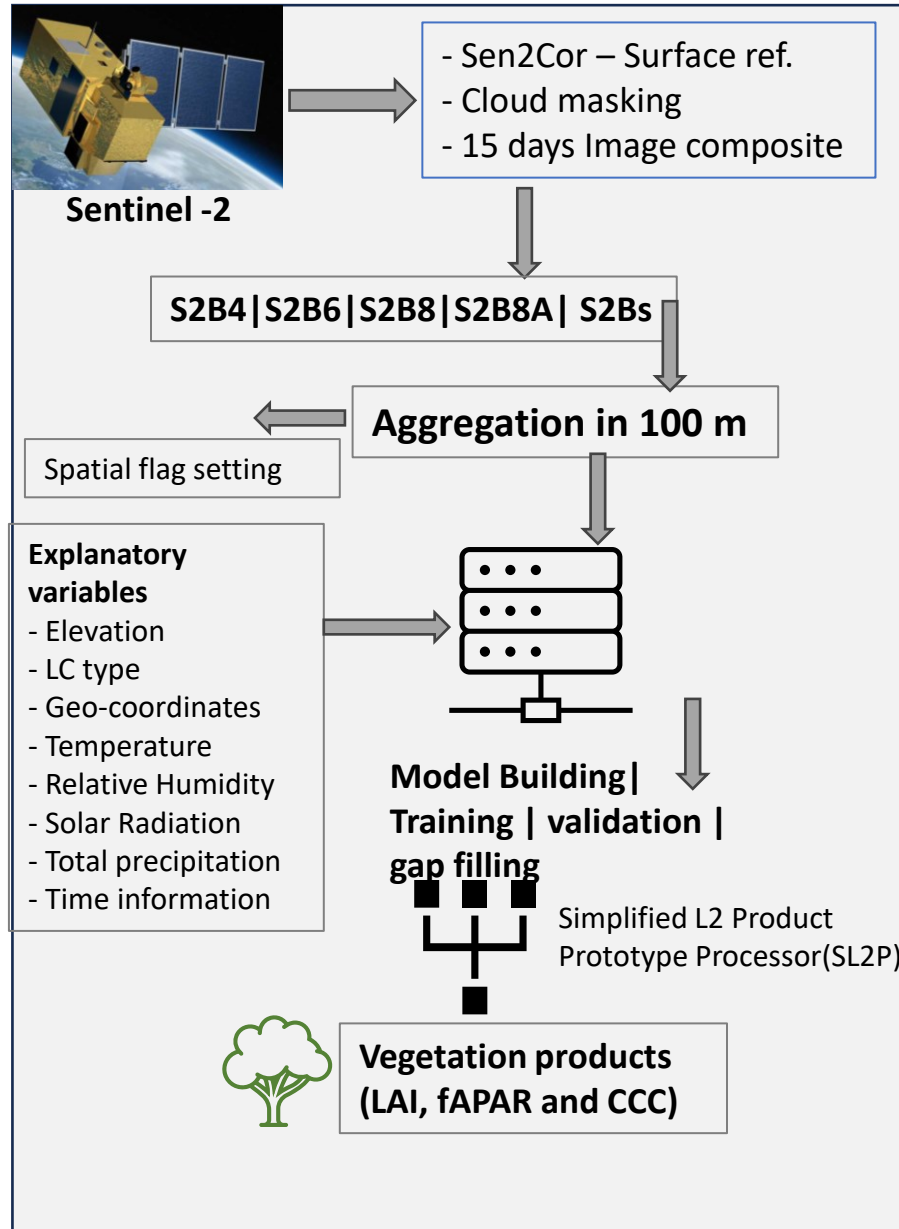 - Sen2Cor – Surface ref.
- Cloud masking
- 15 days Image composite
Sentinel -2
S2B4|S2B6|S2B8|S2B8A| S2Bs
Aggregation in 100 m
Spatial flag setting
Explanatory
variables
- Elevation
- LC type
- Geo-coordinates
- Temperature
- Relative Humidity
- Solar Radiation
- Total precipitation
- Time information
Model Building|
Training | validation |
gap filling
Simplified L2 Product
Prototype Processor(SL2P)
Vegetation products
(LAI, fAPAR and CCC)